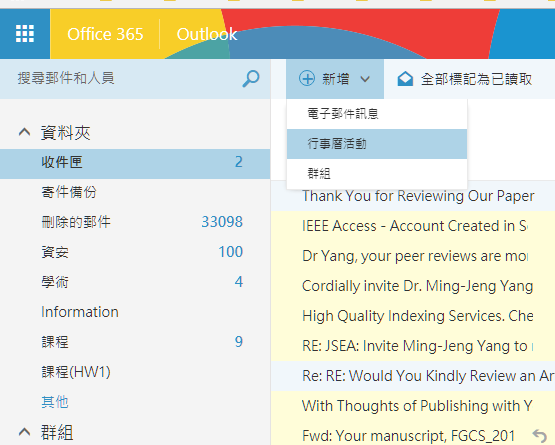 Office 365
Outlook
搜尋郵件和人員
新增
全部標記為已讀取
電子郵件訊息
行事曆活動
群組
資料夾
收件匣 2
寄件備份
刪除的郵件 33098
資安 100
學術 4
Information
課程 9
課程(HW1)
其他
群組
Thank You for Reviewing Our Paper
IEEE Access - Account Created in S
Dr Yang, your peer reviews are mo
Cordially invite Dr. Ming-Jeng Yang
High Quality Indexing Services. Che
RE: JSEA: Invite Ming-Jeng Yang to
Re: RE: Would You Kindly Review an Ar
With Thoughts of Publishing with Y
Fwd: Your manuscript, FGCS_201